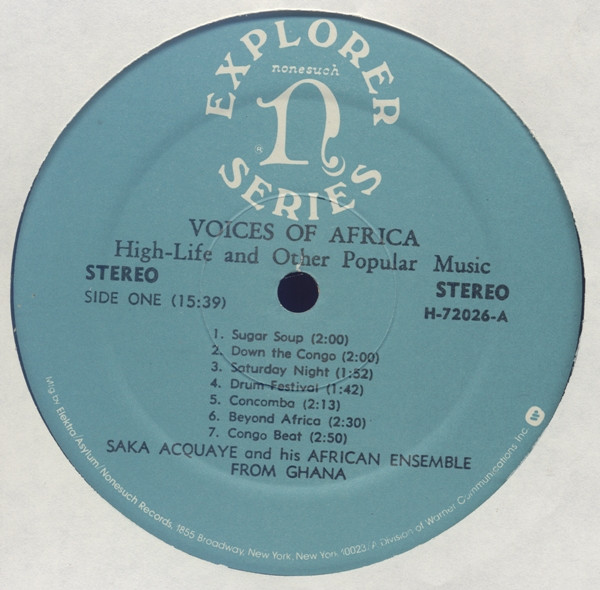 EXPLORER
nonesuch
n
®
SERIES
VOICES OF AFRICA
High-Life and Other Popular Music
STEREO
STEREO
SIDE ONE (15:39)
H-72026-A
1. Sugar Soup (2:00)
2. Down the Congo (2:00)
3. Saturday Night (1:52)
4. Drum Festival (1:42)
5. Concomba (2:13)
6. Beyond Africa (2:30)
7. Congo Beat (2:50)
SAKA ACQUAYE and his AFRICAN ENSEMBLE
FROM GHANA
Mfg by Elektra/Asylum/Nonesuch Records, 1855 Broadway, New York, New York 10023/A Division of Warner Communications Inc.